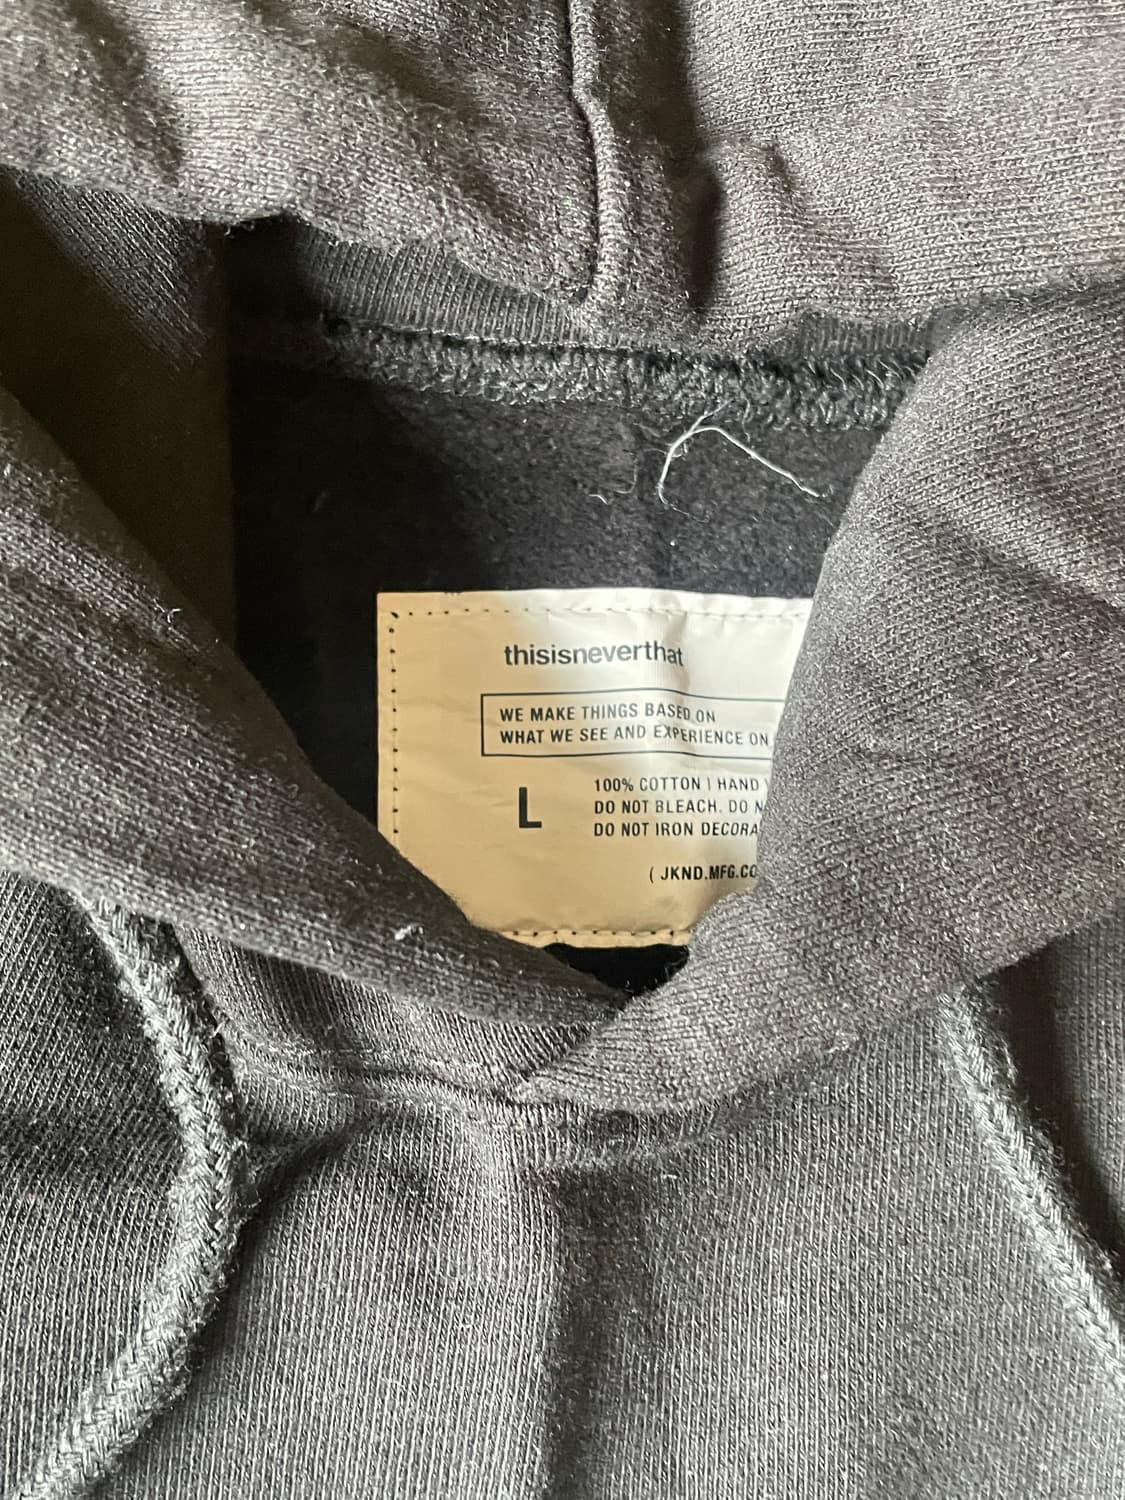 thisisneverthat
WE MAKE THINGS BASED ON
WHAT WE SEE AND EXPERIENCE ON
L
100% COTTON | HAND
DO NOT BLEACH. DO
DO NOT IRON
( JKND.MFG.CO